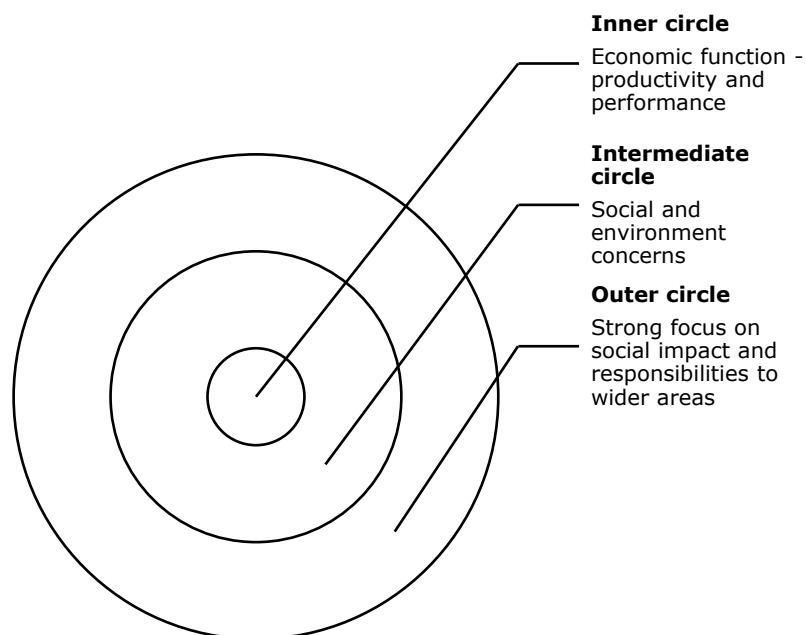 Inner circle
Economic function -
productivity and
performance
Intermediate
circle
Social and
environment
concerns
Outer circle
Strong focus on
social impact and
responsibilities to
wider areas